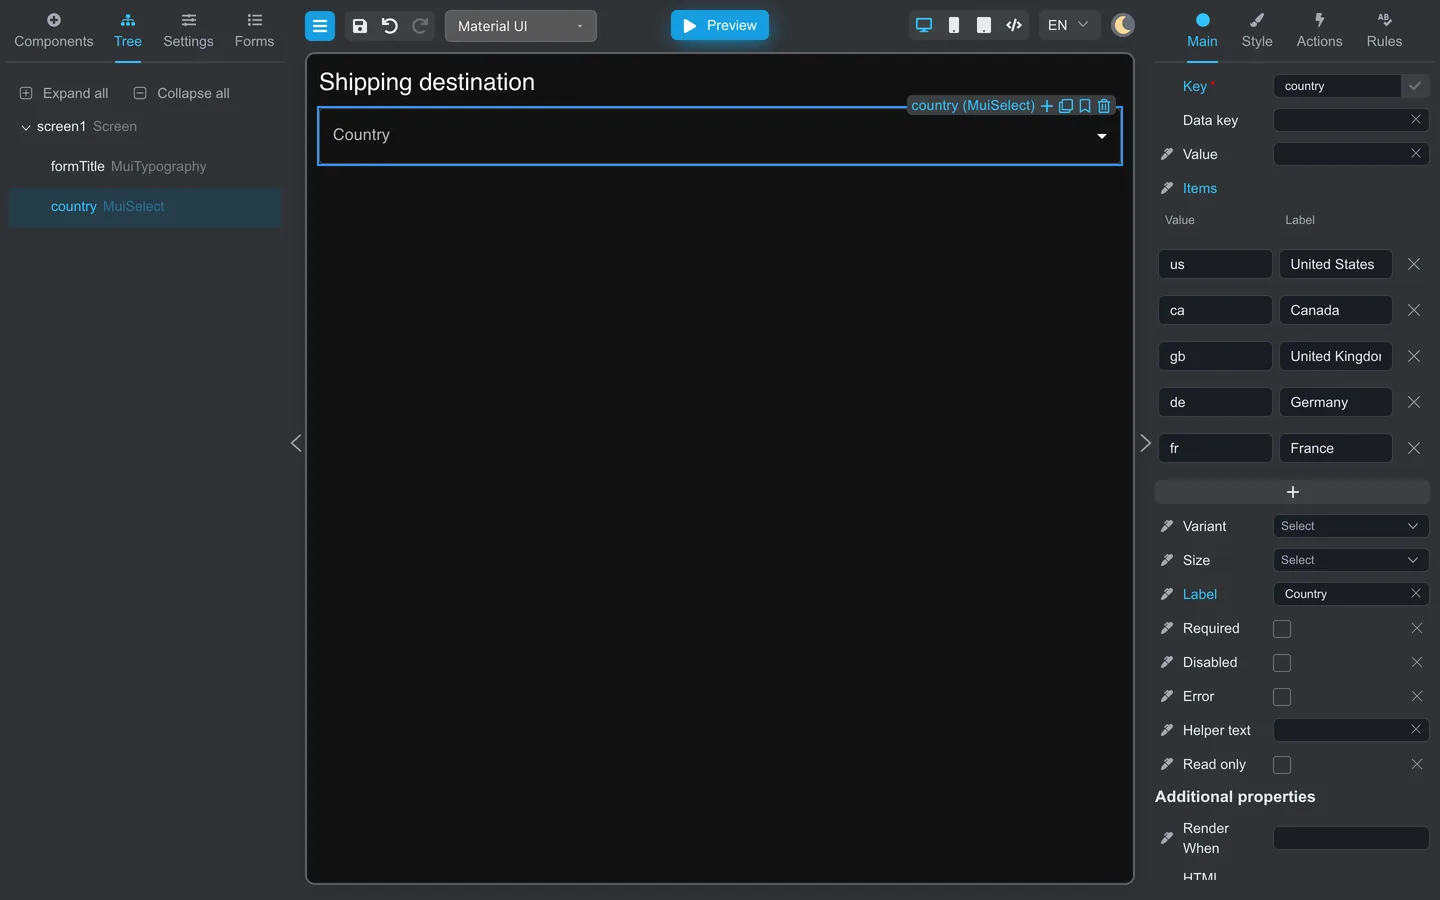 Components Tree Settings Forms
Material UI
Preview
EN
Main Style Actions Rules
Expand all Collapse all
screen1 Screen
formTitle MuiTypography
country MuiSelect
Shipping destination
country (MuiSelect)
Country
Key * country
Data key
Value
Items
Value Label
us United States
ca Canada
gb United Kingdo
de Germany
fr France
Variant Select
Size Select
Label Country
Required
Disabled
Error
Helper text
Read only
Additional properties
Render
When
HTML